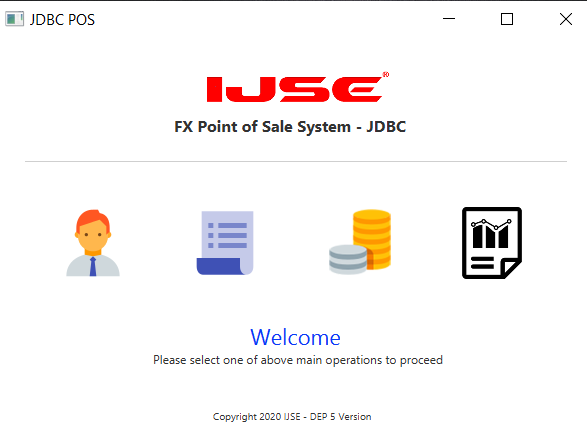 JDBC POS
IJSE®
FX Point of Sale System - JDBC
Welcome
Please select one of above main operations to proceed
Copyright 2020 IJSE - DEP 5 Version